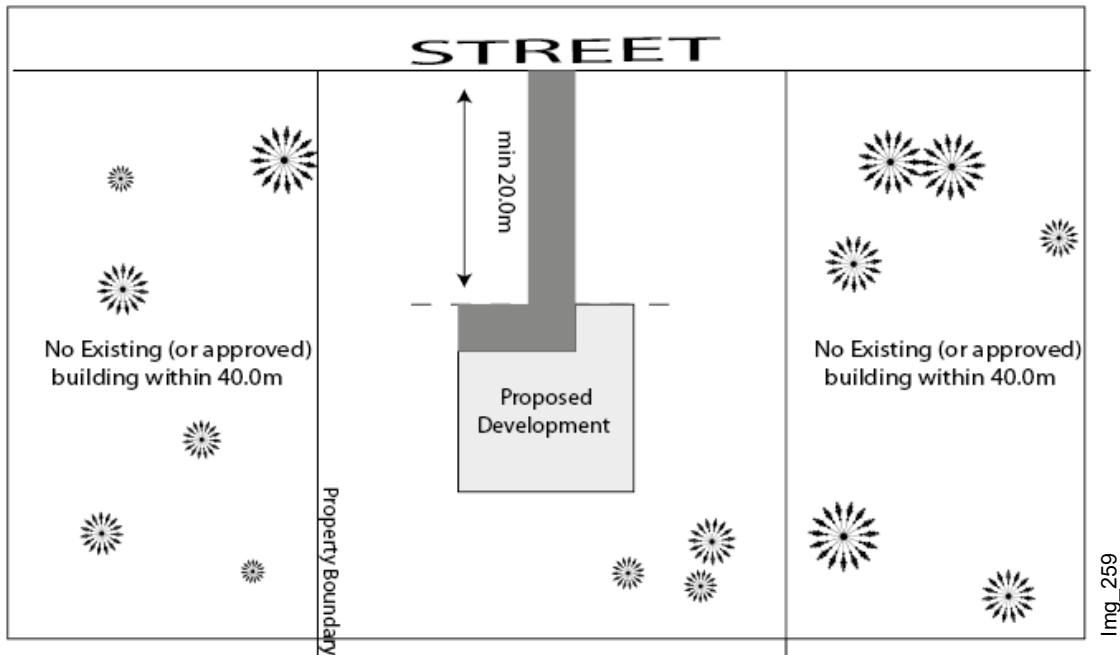 STREET
min 20.0m
No Existing (or approved)
building within 40.0m
No Existing (or approved)
building within 40.0m
Proposed
Development
Property Boundary
Img_259